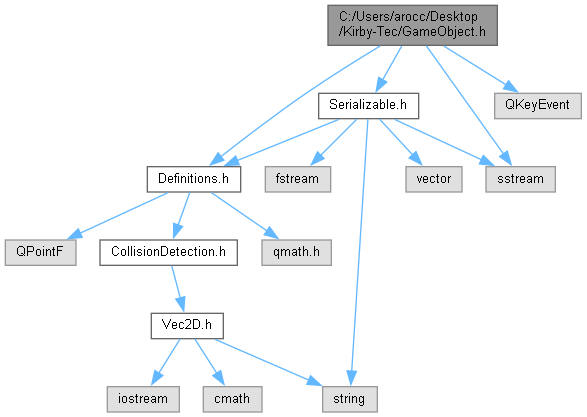 C:/Users/arocc/Desktop
/Kirby-Tec/GameObject.h
Serializable.h
QKeyEvent
Definitions.h
fstream
vector
sstream
QPointF
CollisionDetection.h
qmath.h
Vec2D.h
iostream
cmath
string